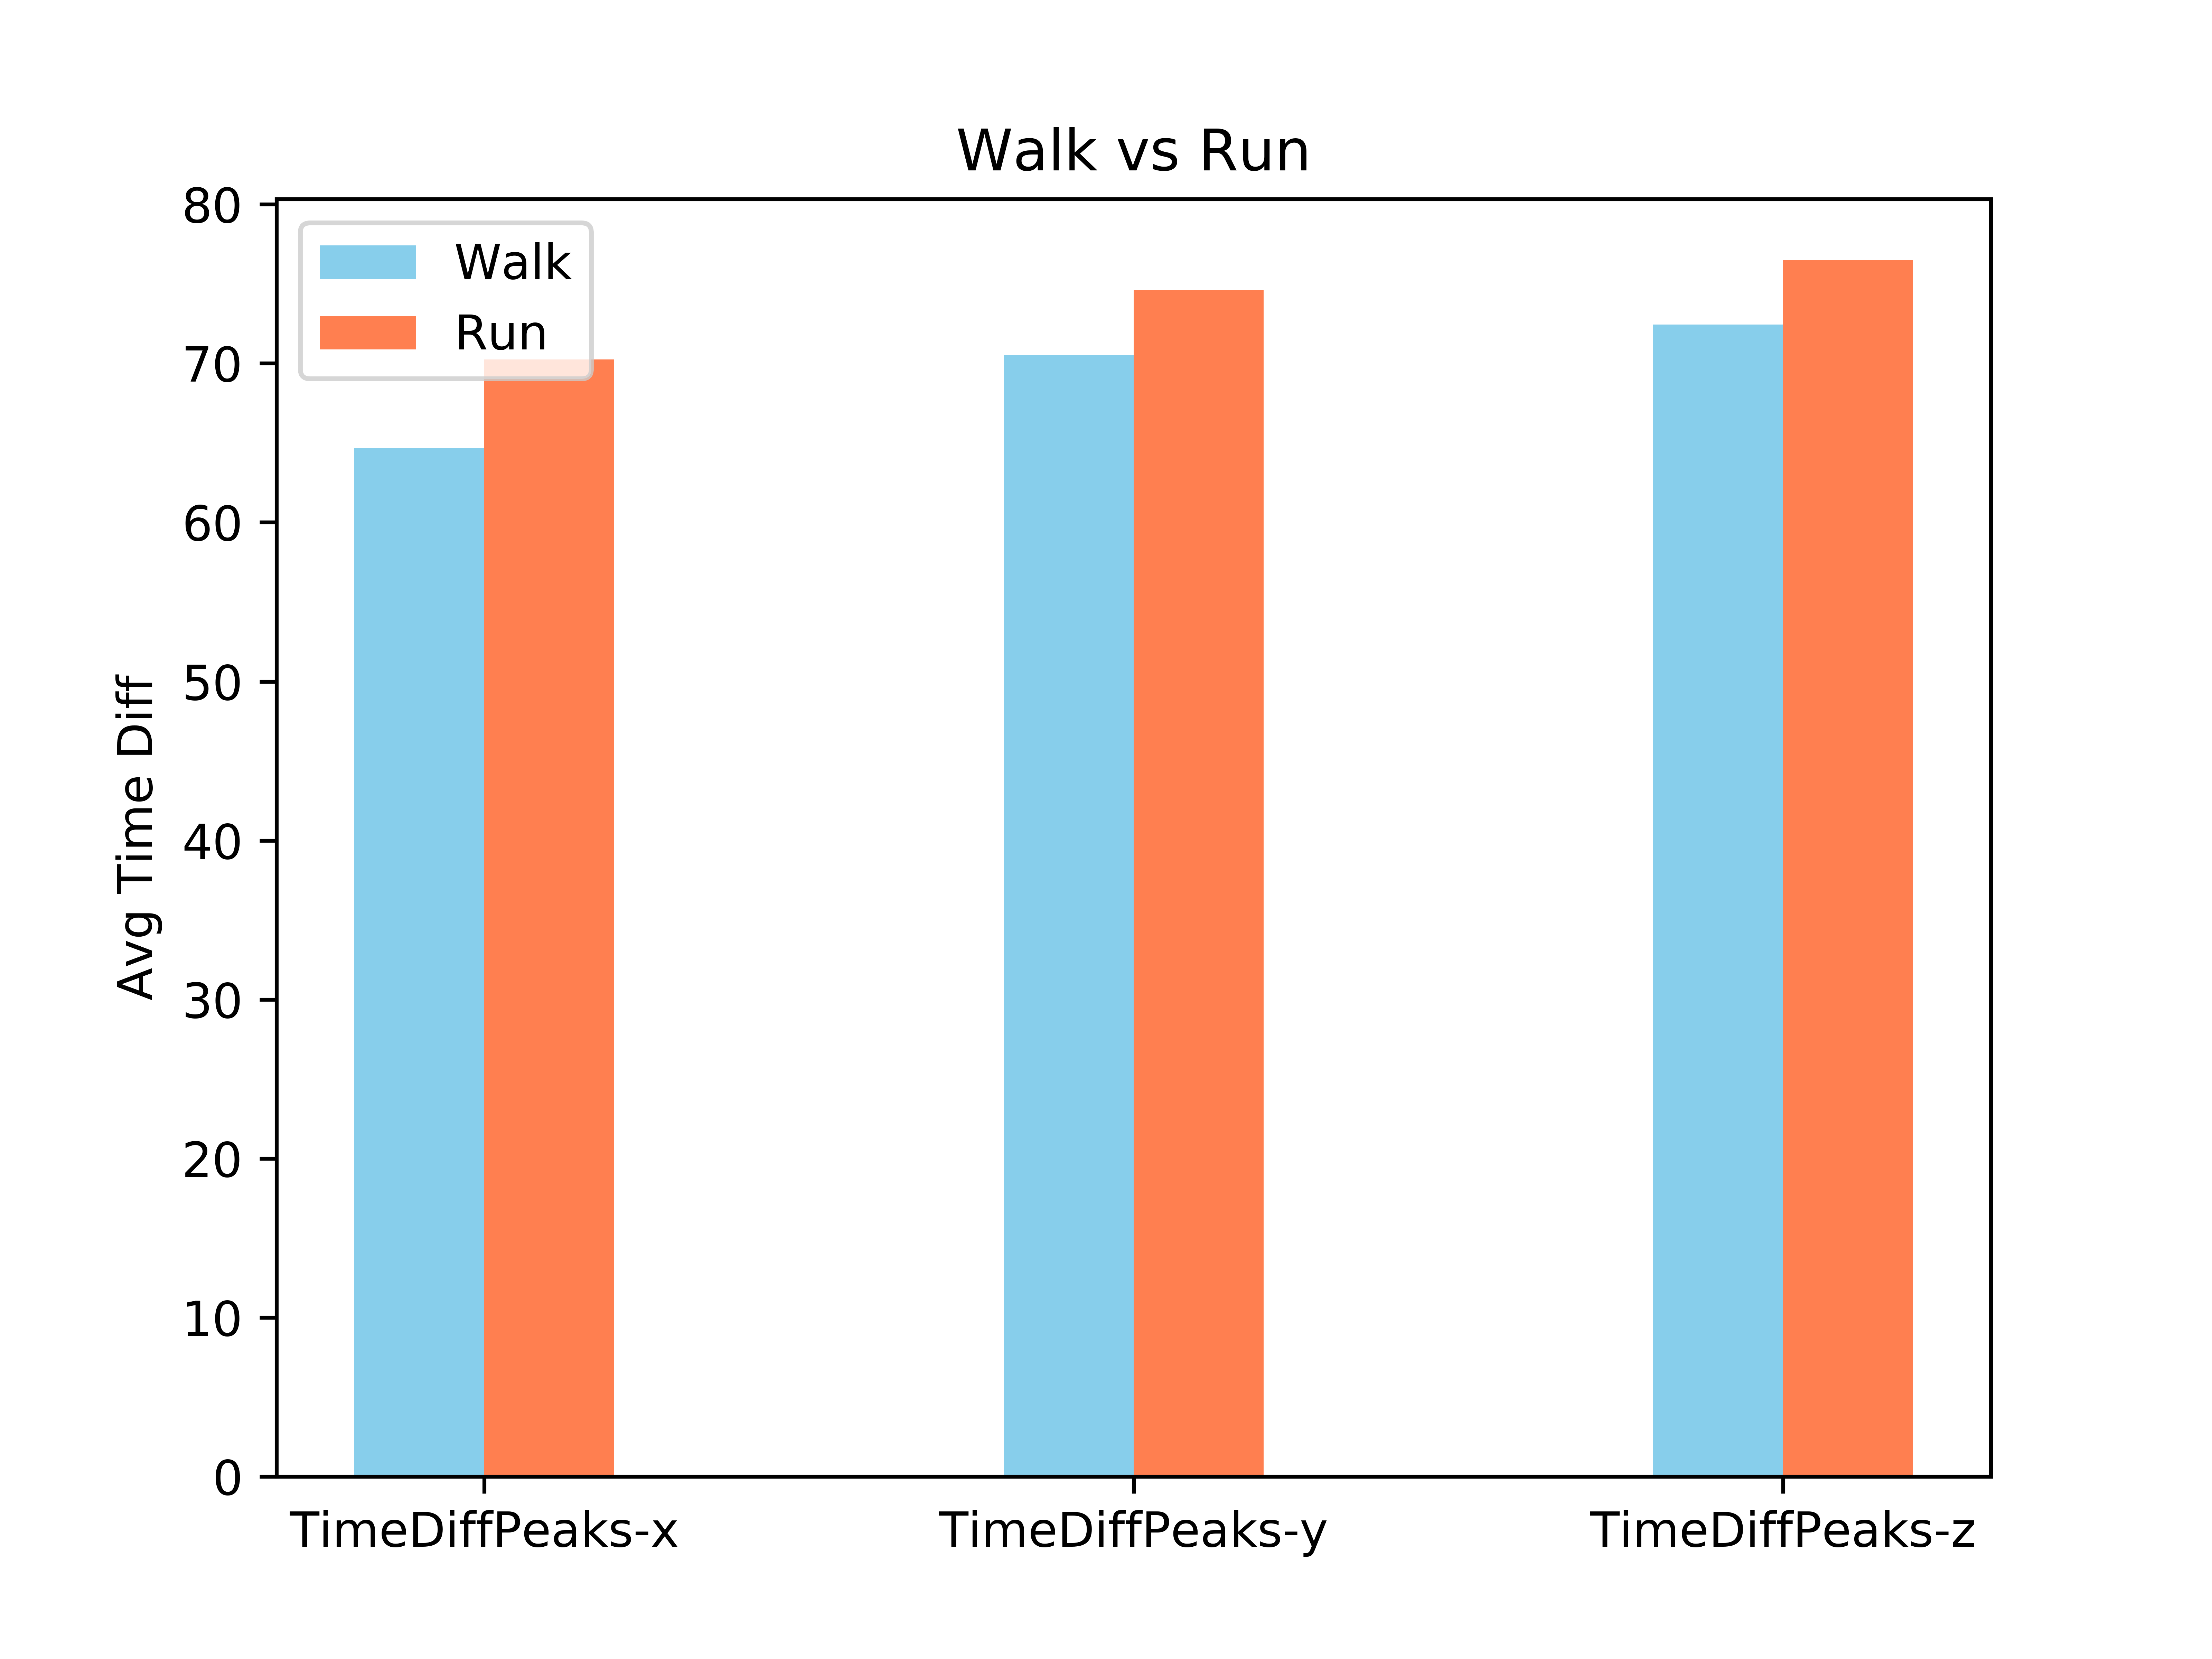 Walk vs Run
80
70
60
50
40
30
20
10
0
Avg Time Diff
Walk
Run
TimeDiffPeaks-x
TimeDiffPeaks-y
TimeDiffPeaks-z